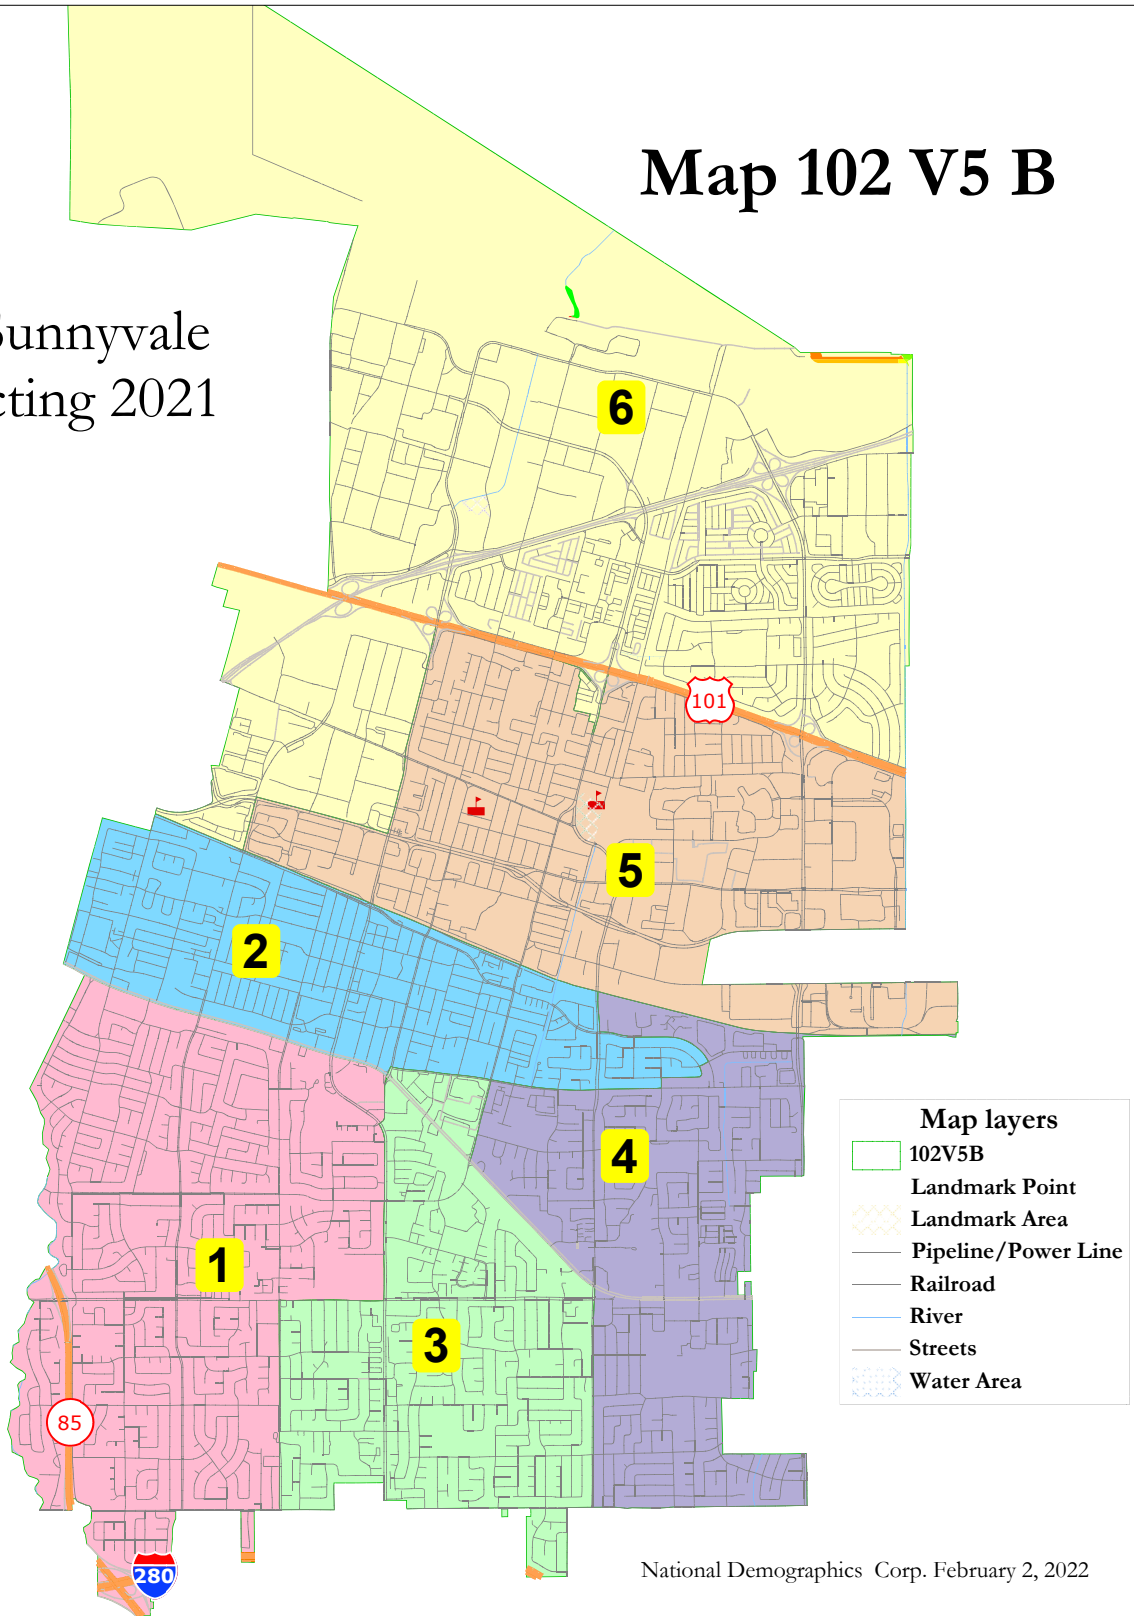 Map 102 V5 B
unnyvale
cting 2021
6
101
5
2
4
1
3
85
280
Map layers
102V5B
Landmark Point
Landmark Area
Pipeline/Power Line
Railroad
River
Streets
Water Area
National Demographics Corp. February 2, 2022